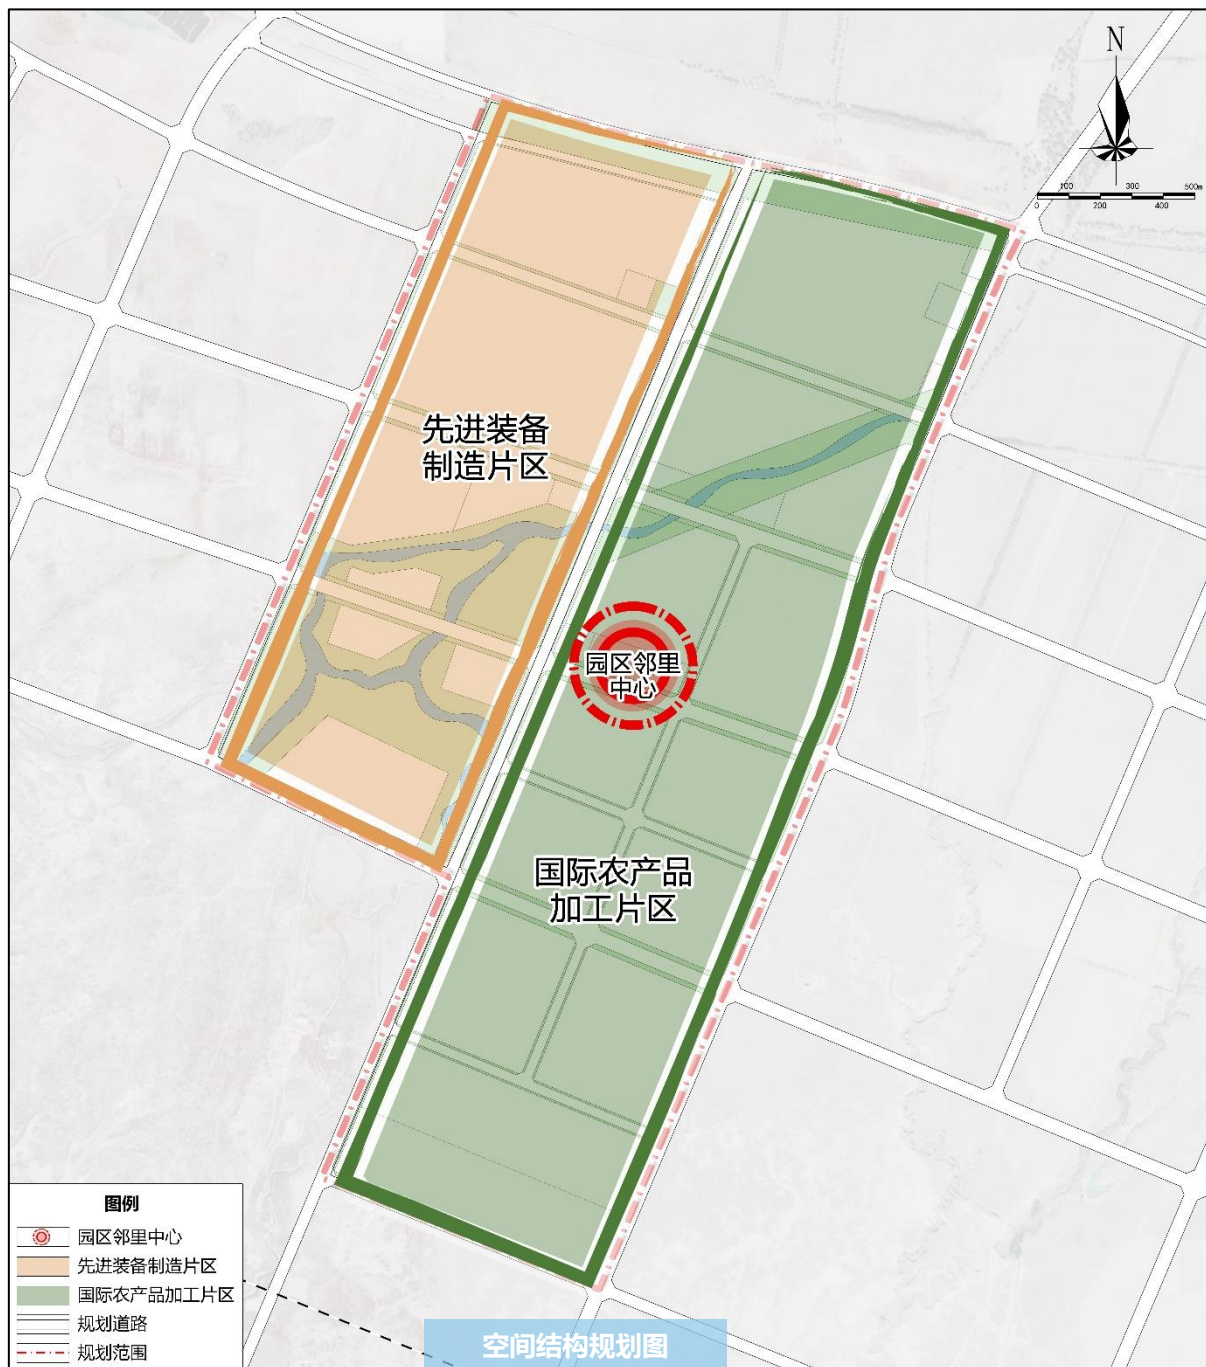 N
100 300 500m
0 200 400
先进装备
制造片区
园区邻里
中心
国际农产品
加工片区
图例
园区邻里中心
先进装备制造片区
国际农产品加工片区
规划道路
规划范围
空间结构规划图